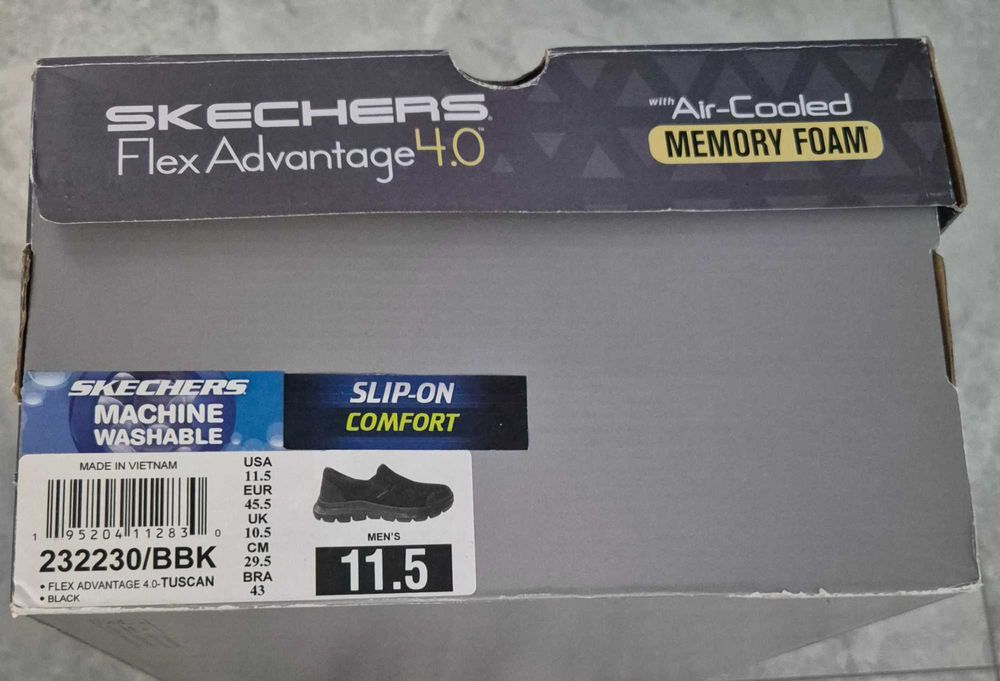 SKECHERS®
Flex Advantage 4.0™
with Air-Cooled
MEMORY FOAM™
SKECHERS
MACHINE
WASHABLE
SLIP-ON
COMFORT
MADE IN VIETNAM
1 95204 11283 0
232230/BBK
• FLEX ADVANTAGE 4.0-TUSCAN
• BLACK
USA
11.5
EUR
45.5
UK
10.5
CM
29.5
BRA
43
MEN'S
11.5